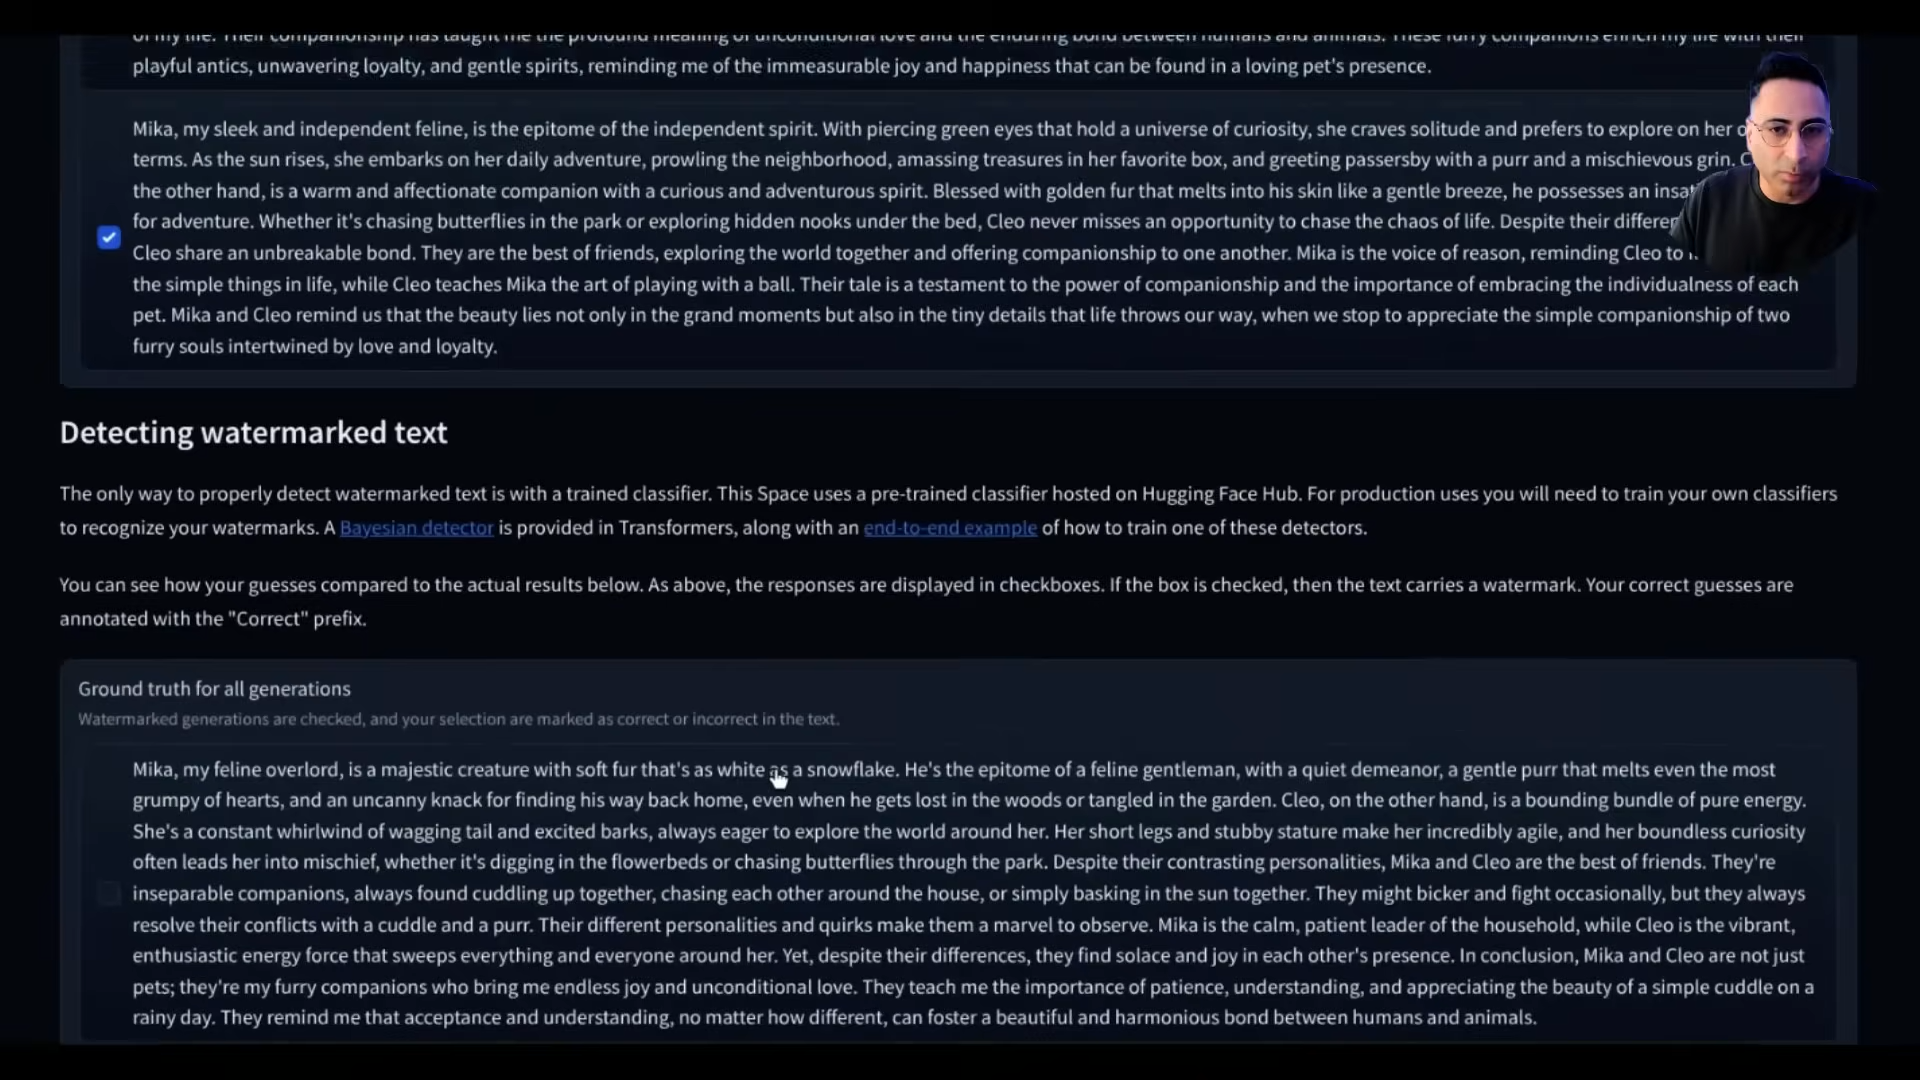 of my life. Their companionship has taught me the profound meaning of unconditional love and the enduring bond between humans and animals. These furry companions enrich my life with their
playful antics, unwavering loyalty, and gentle spirits, reminding me of the immeasurable joy and happiness that can be found in a loving pet's presence.
Mika, my sleek and independent feline, is the epitome of the independent spirit. With piercing green eyes that hold a universe of curiosity, she craves solitude and prefers to explore on her
terms. As the sun rises, she embarks on her daily adventure, prowling the neighborhood, amassing treasures in her favorite box, and greeting passersby with a purr and a mischievous grin.
the other hand, is a warm and affectionate companion with a curious and adventurous spirit. Blessed with golden fur that melts into his skin like a gentle breeze, he possesses an
for adventure. Whether it's chasing butterflies in the park or exploring hidden nooks under the bed, Cleo never misses an opportunity to chase the chaos of life. Despite their
Cleo share an unbreakable bond. They are the best of friends, exploring the world together and offering companionship to one another. Mika is the voice of reason, reminding Cleo to
the simple things in life, while Cleo teaches Mika the art of playing with a ball. Their tale is a testament to the power of companionship and the importance of embracing the individualness of each
pet. Mika and Cleo remind us that the beauty lies not only in the grand moments but also in the tiny details that life throws our way, when we stop to appreciate the simple companionship of two
furry souls intertwined by love and loyalty.
Detecting watermarked text
The only way to properly detect watermarked text is with a trained classifier. This Space uses a pre-trained classifier hosted on Hugging Face Hub. For production uses you will need to train your own classifiers
to recognize your watermarks. A Bayesian detector is provided in Transformers, along with an end-to-end example of how to train one of these detectors.
You can see how your guesses compared to the actual results below. As above, the responses are displayed in checkboxes. If the box is checked, then the text carries a watermark. Your correct guesses are
annotated with the "Correct" prefix.
Ground truth for all generations
Watermarked generations are checked, and your selection are marked as correct or incorrect in the text.
Mika, my feline overlord, is a majestic creature with soft fur that's as white as a snowflake. He's the epitome of a feline gentleman, with a quiet demeanor, a gentle purr that melts even the most
grumpy of hearts, and an uncanny knack for finding his way back home, even when he gets lost in the woods or tangled in the garden. Cleo, on the other hand, is a bounding bundle of pure energy.
She's a constant whirlwind of wagging tail and excited barks, always eager to explore the world around her. Her short legs and stubby stature make her incredibly agile, and her boundless curiosity
often leads her into mischief, whether it's digging in the flowerbeds or chasing butterflies through the park. Despite their contrasting personalities, Mika and Cleo are the best of friends. They're
inseparable companions, always found cuddling up together, chasing each other around the house, or simply basking in the sun together. They might bicker and fight occasionally, but they always
resolve their conflicts with a cuddle and a purr. Their different personalities and quirks make them a marvel to observe. Mika is the calm, patient leader of the household, while Cleo is the vibrant,
enthusiastic energy force that sweeps everything and everyone around her. Yet, despite their differences, they find solace and joy in each other's presence. In conclusion, Mika and Cleo are not just
pets; they're my furry companions who bring me endless joy and unconditional love. They teach me the importance of patience, understanding, and appreciating the beauty of a simple cuddle on a
rainy day. They remind me that acceptance and understanding, no matter how different, can foster a beautiful and harmonious bond between humans and animals.